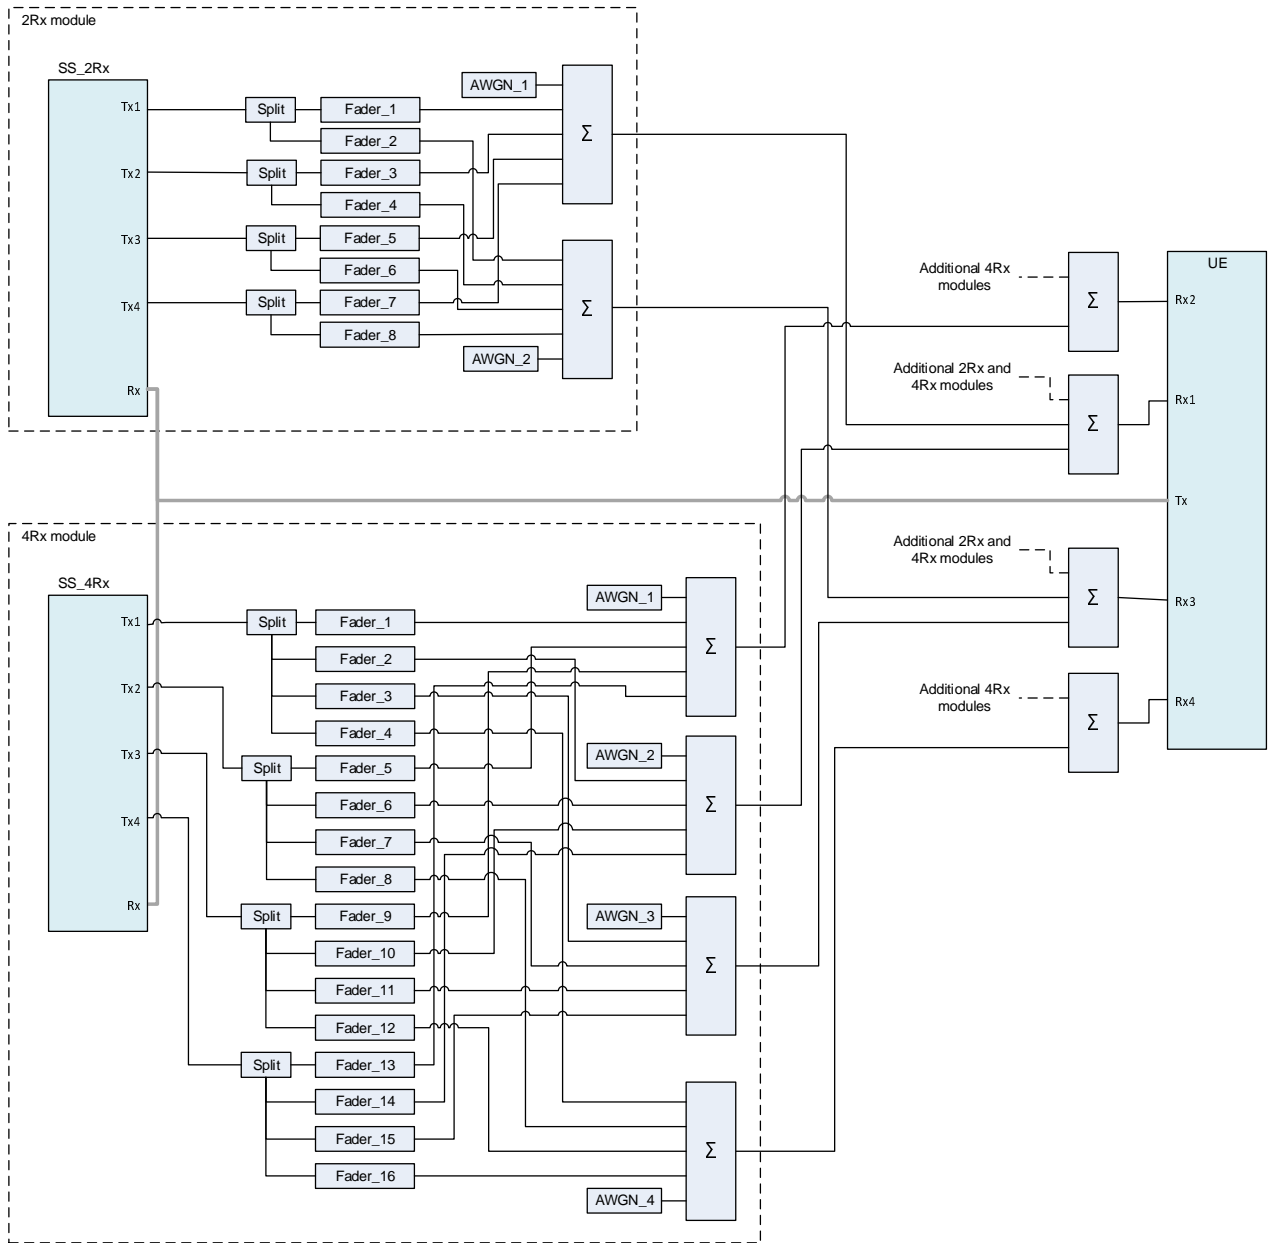 2Rx module
SS_2Rx
Tx1
Tx2
Tx3
Tx4
Rx
Split
Split
Split
Split
Fader_1
Fader_2
Fader_3
Fader_4
Fader_5
Fader_6
Fader_7
Fader_8
AWGN_1
Σ
Σ
AWGN_2
4Rx module
SS_4Rx
Tx1
Tx2
Tx3
Tx4
Rx
Split
Split
Split
Split
Fader_1
Fader_2
Fader_3
Fader_4
Fader_5
Fader_6
Fader_7
Fader_8
Fader_9
Fader_10
Fader_11
Fader_12
Fader_13
Fader_14
Fader_15
Fader_16
AWGN_1
Σ
AWGN_2
Σ
AWGN_3
Σ
Σ
AWGN_4
Additional 4Rx
modules
Σ
Additional 2Rx and
4Rx modules
Σ
Additional 2Rx and
4Rx modules
Σ
Additional 4Rx
modules
Σ
UE
Rx2
Rx1
Tx
Rx3
Rx4